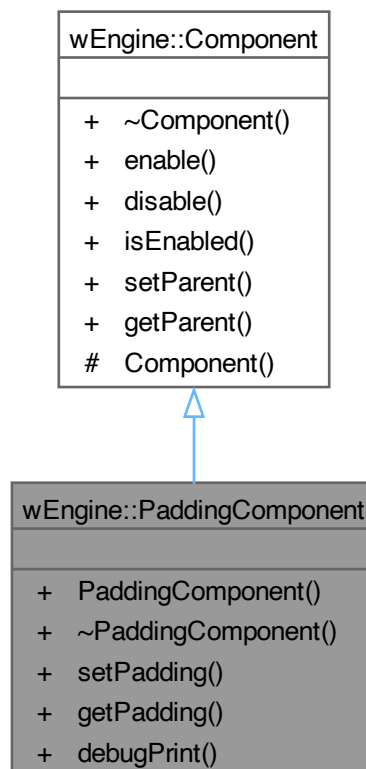 wEngine::Component
+ ~Component()
+ enable()
+ disable()
+ isEnabled()
+ setParent()
+ getParent()
# Component()
wEngine::PaddingComponent
+ PaddingComponent()
+ ~PaddingComponent()
+ setPadding()
+ getPadding()
+ debugPrint()